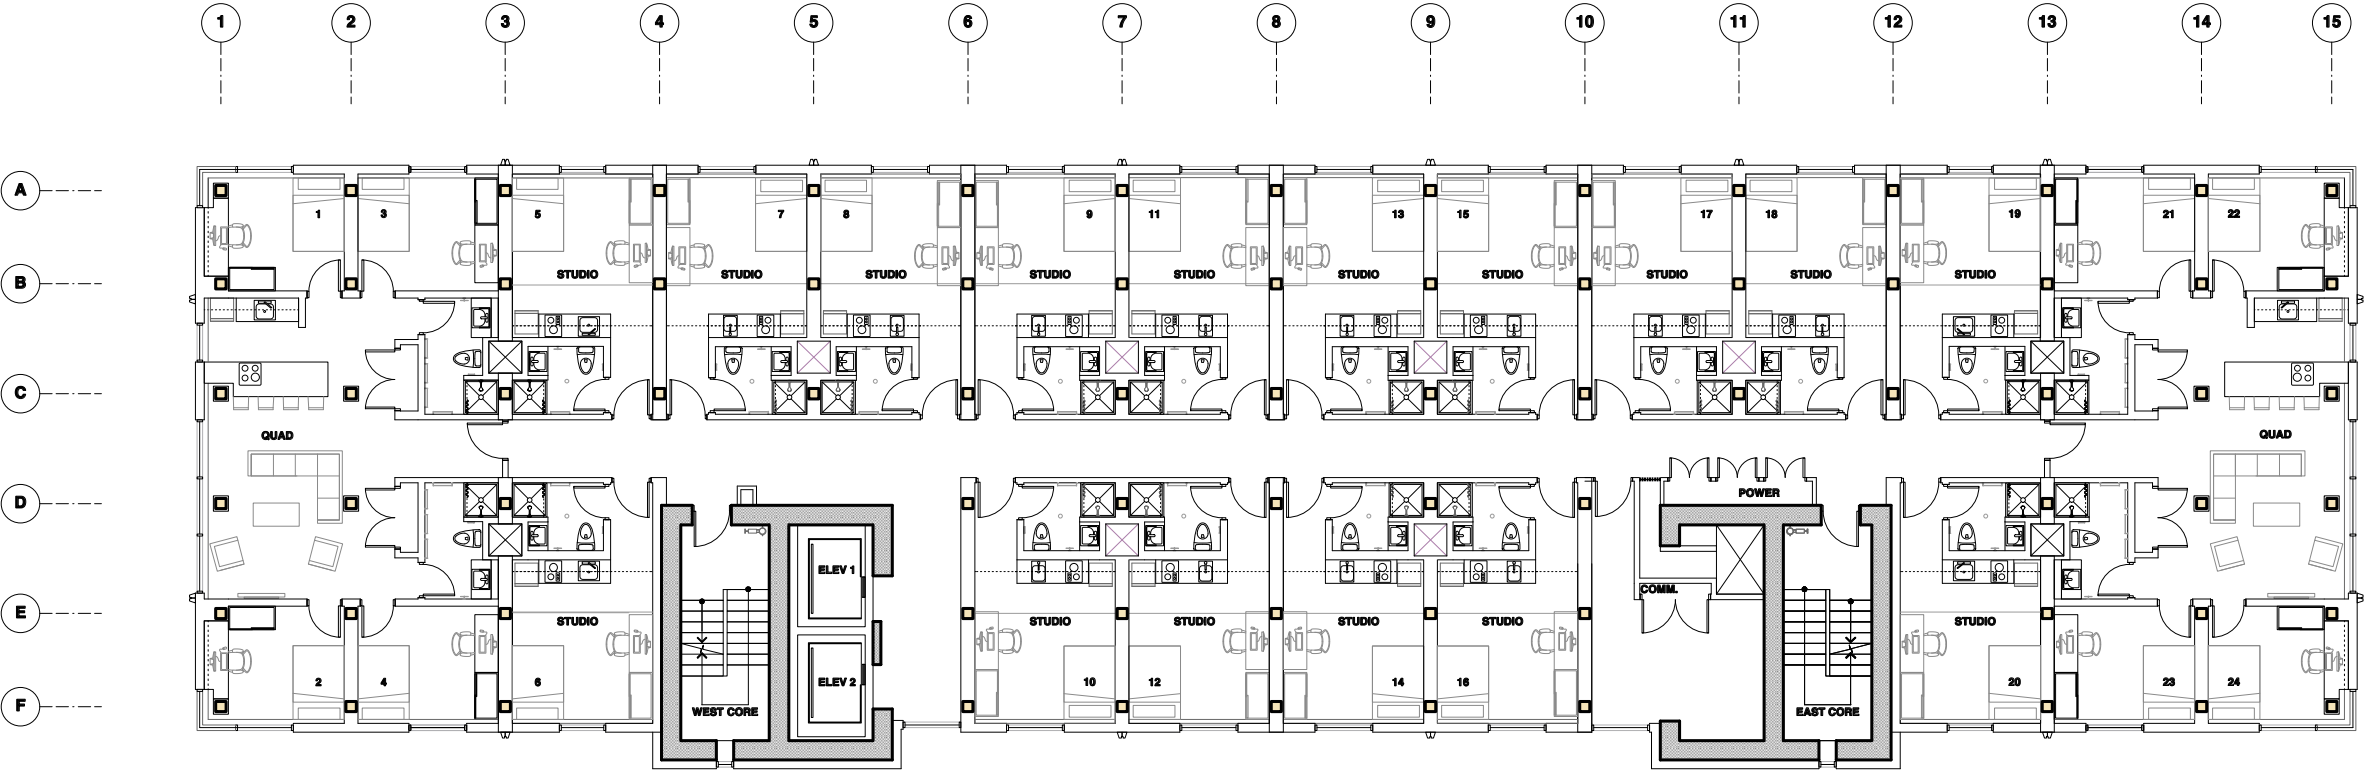 1 2 3 4 5 6 7 8 9 10 11 12 13 14 15
A
1 3 5 7 8 9 11 13 15 17 18 19 21 22
B
STUDIO STUDIO STUDIO STUDIO STUDIO STUDIO STUDIO STUDIO STUDIO STUDIO
C
QUAD QUAD
D
POWER
ELEV 1
COMM.
E
STUDIO STUDIO STUDIO STUDIO STUDIO STUDIO
2 4 6 ELEV 2 10 12 14 16 20 23 24
F
WEST CORE EAST CORE